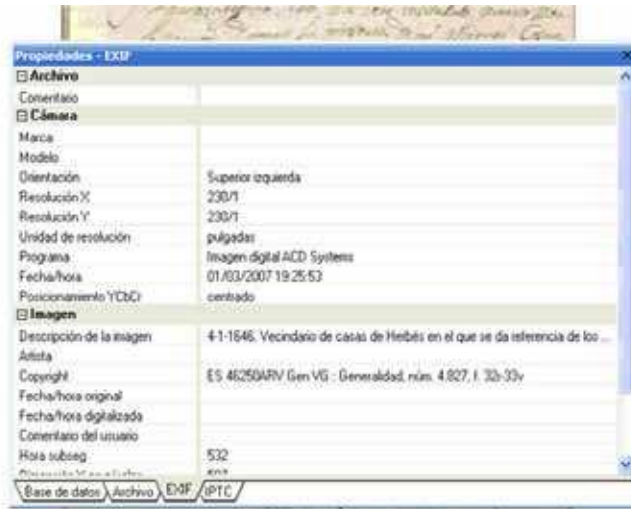 Propiedades - EXIF
Archivo
Comentario
Cámara
Marca
Modelo
Orientación Superior izquierda
Resolución X 230/1
Resolución Y 230/1
Unidad de resolución pulgadas
Programa Imagen digital ACD Systems
Fecha/hora 01/03/2007 19:25:53
Posicionamiento YCbCr centrado
Imagen
Descripción de la imagen 4-1-1646. Vecindario de casas de Herbés en el que se da referencia de los ...
Artista
Copyright ES 46250ARV Gen VG : Generalidad, núm. 4.827, f. 32r-33v
Fecha/hora original
Fecha/hora digitalizada
Comentario del usuario
Hora subseg 532
Base de datos Archivo EXIF IPTC